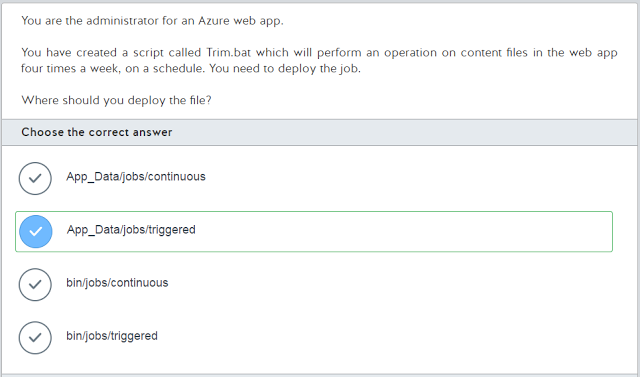 You are the administrator for an Azure web app.
You have created a script called Trim.bat which will perform an operation on content files in the web app
four times a week, on a schedule. You need to deploy the job.
Where should you deploy the file?
Choose the correct answer
App_Data/jobs/continuous
App_Data/jobs/triggered
bin/jobs/continuous
bin/jobs/triggered